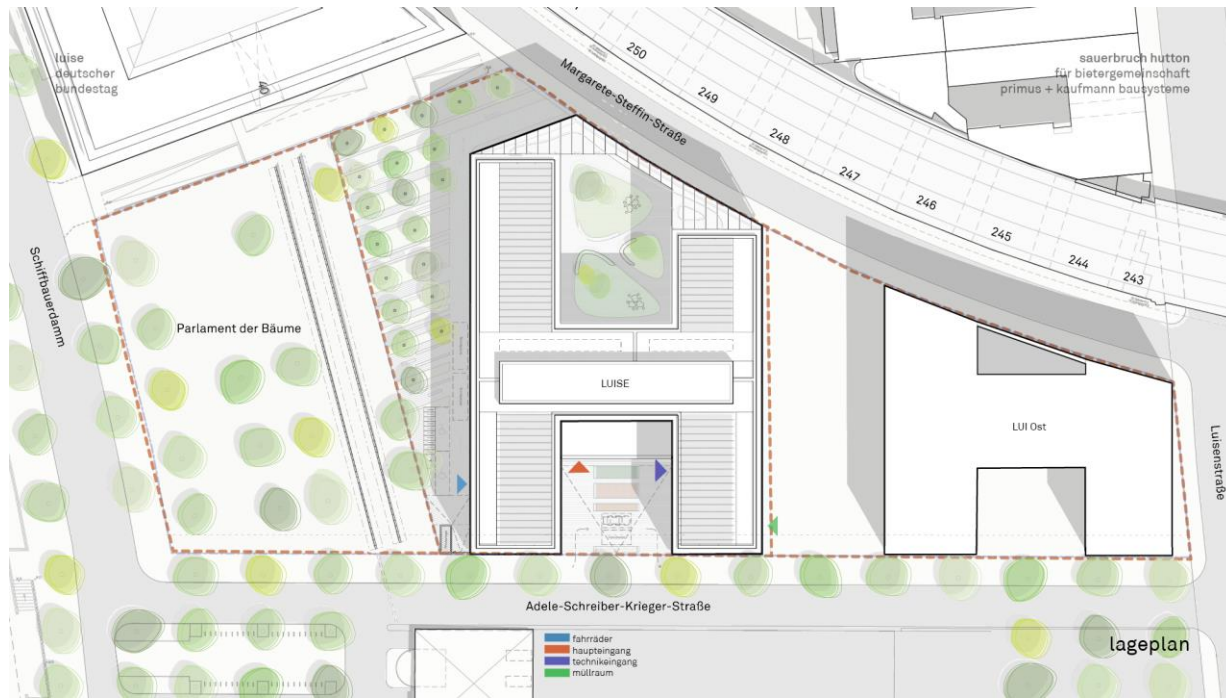 luise
deutscher
bundestag
sauerbruch hutton
für bietergemeinschaft
primus + kaufmann bausysteme
40
250
249
248
247
246
245
244
243
Margarete-Steffin-Straße
Schiffbauerdamm
Parlament der Bäume
LUISE
LUI Ost
Luisenstraße
Adele-Schreiber-Krieger-Straße
fahrräder
haupteingang
technikeingang
müllraum
lageplan